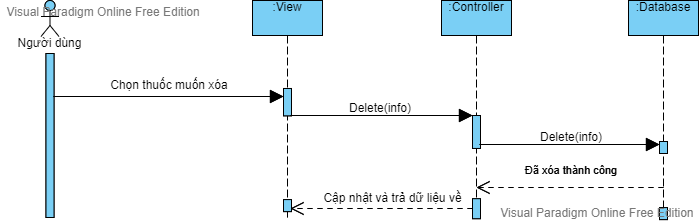 Visual Paradigm Online Free Edition
:View
:Controller
:Database
Người dùng
Chọn thuốc muốn xóa
Delete(info)
Delete(info)
Đã xóa thành công
Cập nhật và trả dữ liệu về
Visual Paradigm Online Free Edition